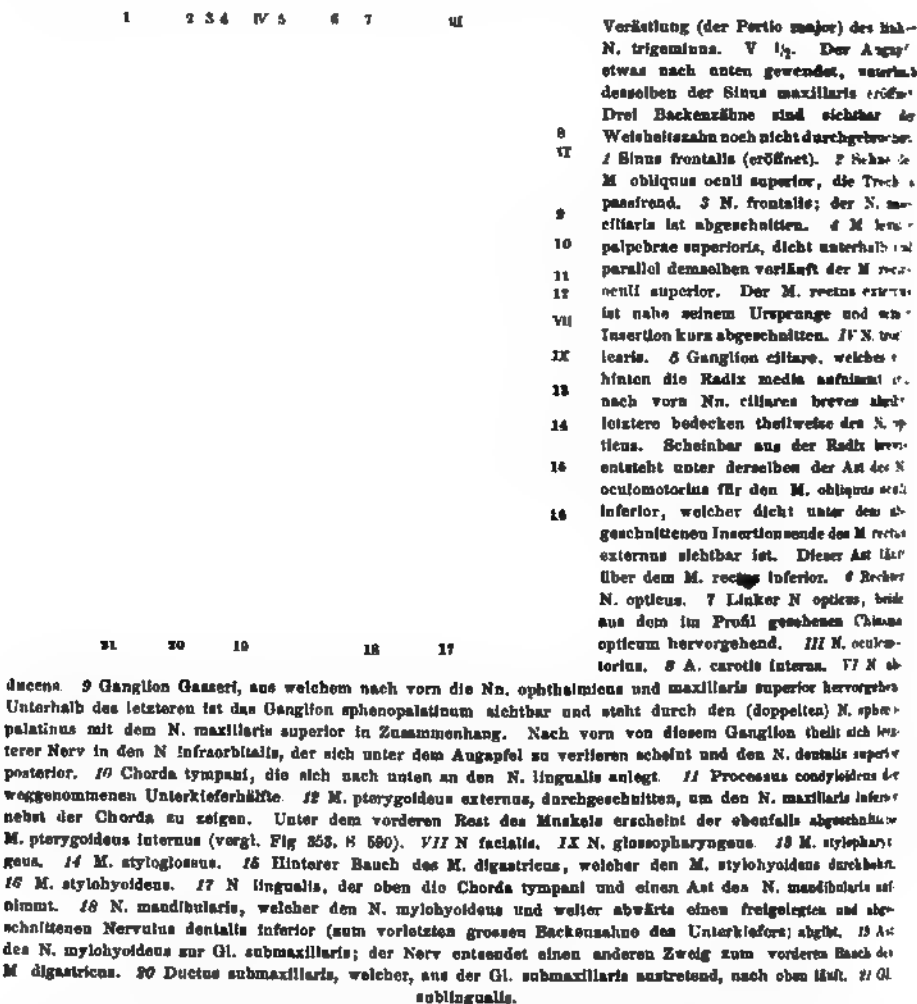 1 2 3 4 IV 5 6 7 III
Verästlung (der Portio major) des
N. trigeminus. V 1/2. Der
etwas nach unten gewendet,
desselben der Sinus maxillaris
Drei Backenzähne sind sichtbar der
8
Weisheitszahn noch nicht
VI
1 Sinus frontalis (eröffnet). 2
M obliquus oculi superior, die
passirend. 3 N. frontalis; der N.
9
ciliaris ist abgeschnitten. 4 M
10
palpebrae superioris, dicht unterhalb
11
parallel demselben verläuft der M
12
oculi superior. Der M. rectus
VII
ist nahe seinem Ursprunge und
Insertion kurz abgeschnitten. IV N.
IX
learis. 5 Ganglion ciliare, welches
13
hinten die Radix media aufnimmt
nach vorn Nn. ciliares breves
14
letztere bedecken theilweise den N.
ticus. Scheinbar aus der Radix
15
entsteht unter derselben der Ast des N
oculomotorius für den M. obliquus
16
inferior, welcher dicht unter dem
geschnittenen Insertionsende des M
externus sichtbar ist. Dieser Ast
über dem M. rectus inferior. 6 Rechter
N. opticus. 7 Linker N opticus, beide
aus dem im Profil gesehenen Chiasma
21 20 19 18 17
opticum hervorgehend. III N.
torius. 8 A. carotis interna. VI N ab-
ducens. 9 Ganglion Gasseri, aus welchem nach vorn die Nn. ophthalmicus und maxillaris superior hervorgehen
Unterhalb des letzteren ist das Ganglion sphenopalatinum sichtbar und steht durch den (doppelten) N.
palatinus mit dem N. maxillaris superior in Zusammenhang. Nach vorn von diesem Ganglion theilt sich
terer Nerv in den N infraorbitalis, der sich unter dem Augapfel zu verlieren scheint und den N. dentalis superior
posterior. 10 Chorda tympani, die sich nach unten an den N. lingualis anlegt. 11 Processus condyloideus der
weggenommenen Unterkieferhälfte. 12 M. pterygoideus externus, durchgeschnitten, um den N. maxillaris inferior
nebst der Chorda zu zeigen. Unter dem vorderen Rest des Muskels erscheint der ebenfalls abgeschnittene
M. pterygoideus internus (vergl. Fig 353. S 590). VII N facialis. IX N. glossopharyngeus. 13 M. stylopharyn
geus. 14 M. styloglossus. 15 Hinterer Bauch des M. digastricus, welcher den M. stylohyoideus durchbohrt.
16 M. stylohyoideus. 17 N lingualis, der oben die Chorda tympani und einen Ast des N. mandibularis auf-
nimmt. 18 N. mandibularis, welcher den N. mylohyoideus und weiter abwärts einen freigelegten und abge-
schnittenen Nervulus dentalis inferior (zum vorletzten grossen Backenzahne des Unterkiefers) abgibt. 19 Ast
des N. mylohyoideus zur Gl. submaxillaris; der Nerv entsendet einen anderen Zweig zum vorderen Bauch des
M digastricus. 20 Ductus submaxillaris, welcher, aus der Gl. submaxillaris austretend, nach oben läuft. 21 Gl.
sublingualis.